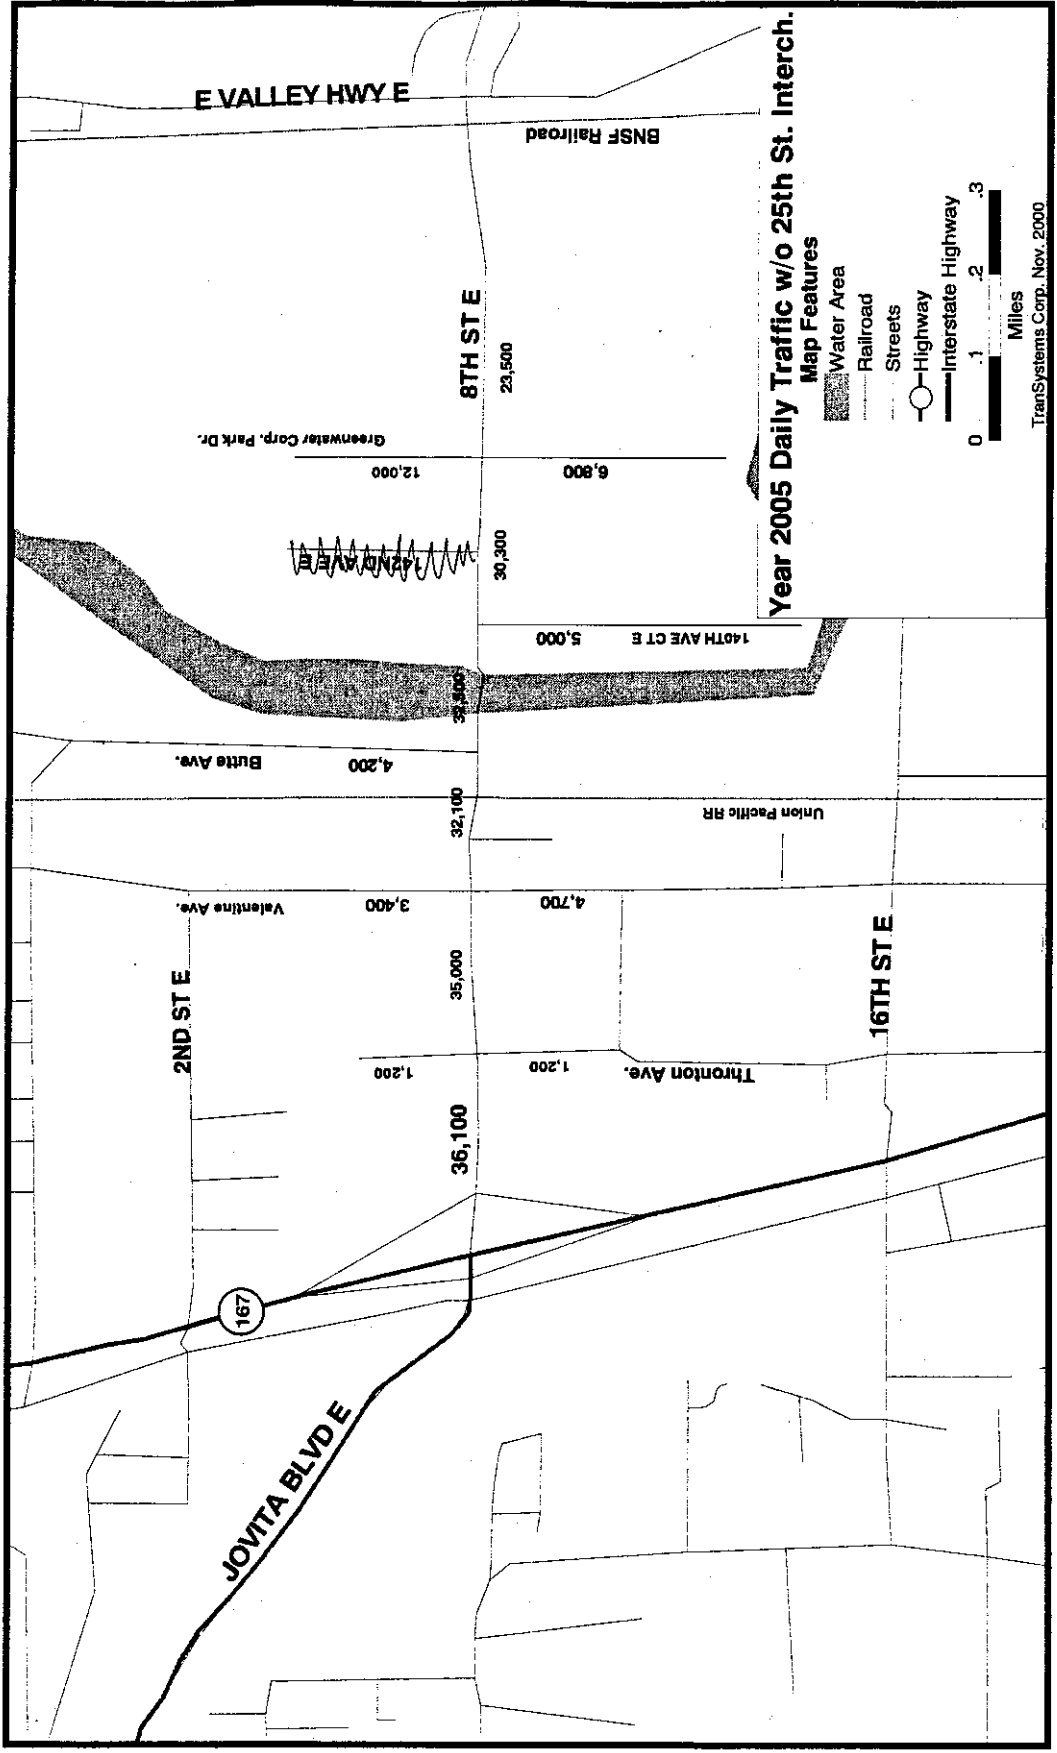 E VALLEY HWY E
BNSF Railroad
8TH ST E
23,500
Greenwater Corp. Park Dr.
12,000
6,800
142ND AVE E
30,300
5,000
140TH AVE CT E
32,500
Butte Ave.
4,200
32,100
Union Pacific RR
Valentine Ave.
3,400
4,700
35,000
2ND ST E
16TH ST E
1,200
1,200
Thronton Ave.
36,100
167
JOVITA BLVD E
Year 2005 Daily Traffic w/o 25th St. Interch.
Map Features
Water Area
Railroad
Streets
Highway
Interstate Highway
0 .1 .2 .3
Miles
TranSystems Corp. Nov. 2000